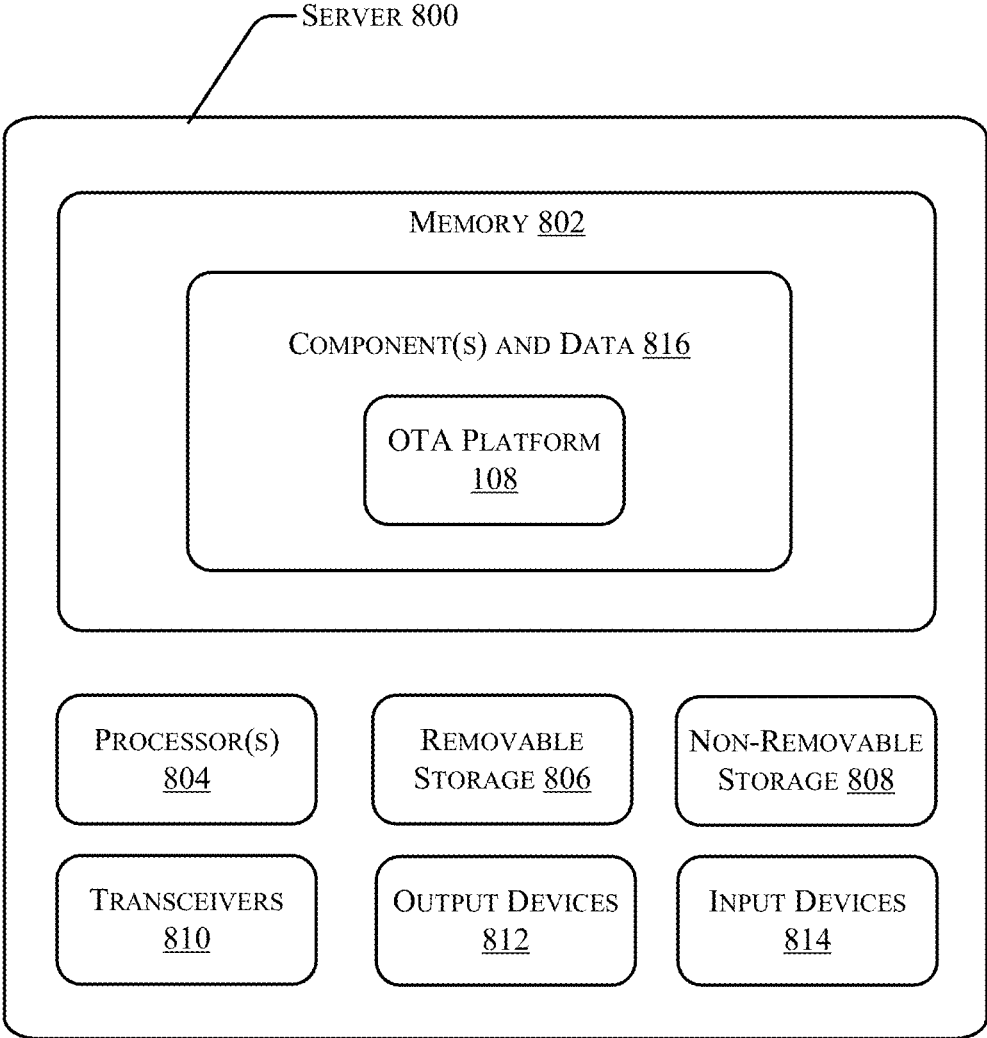 SERVER 800
MEMORY 802
COMPONENT(S) AND DATA 816
OTA PLATFORM
108
PROCESSOR(S)
804
REMOVABLE
STORAGE 806
NON-REMOVABLE
STORAGE 808
TRANSCEIVERS
810
OUTPUT DEVICES
812
INPUT DEVICES
814